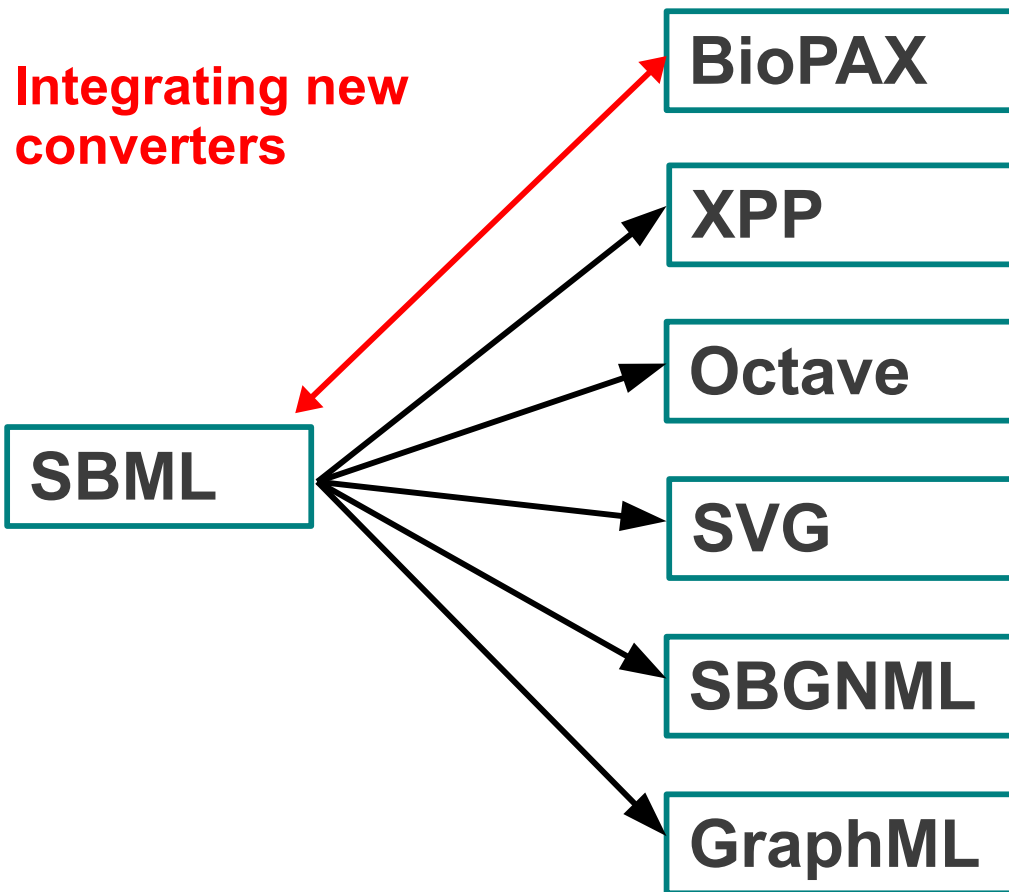 Integrating new
converters
BioPAX
XPP
Octave
SBML
SVG
SBGNML
GraphML